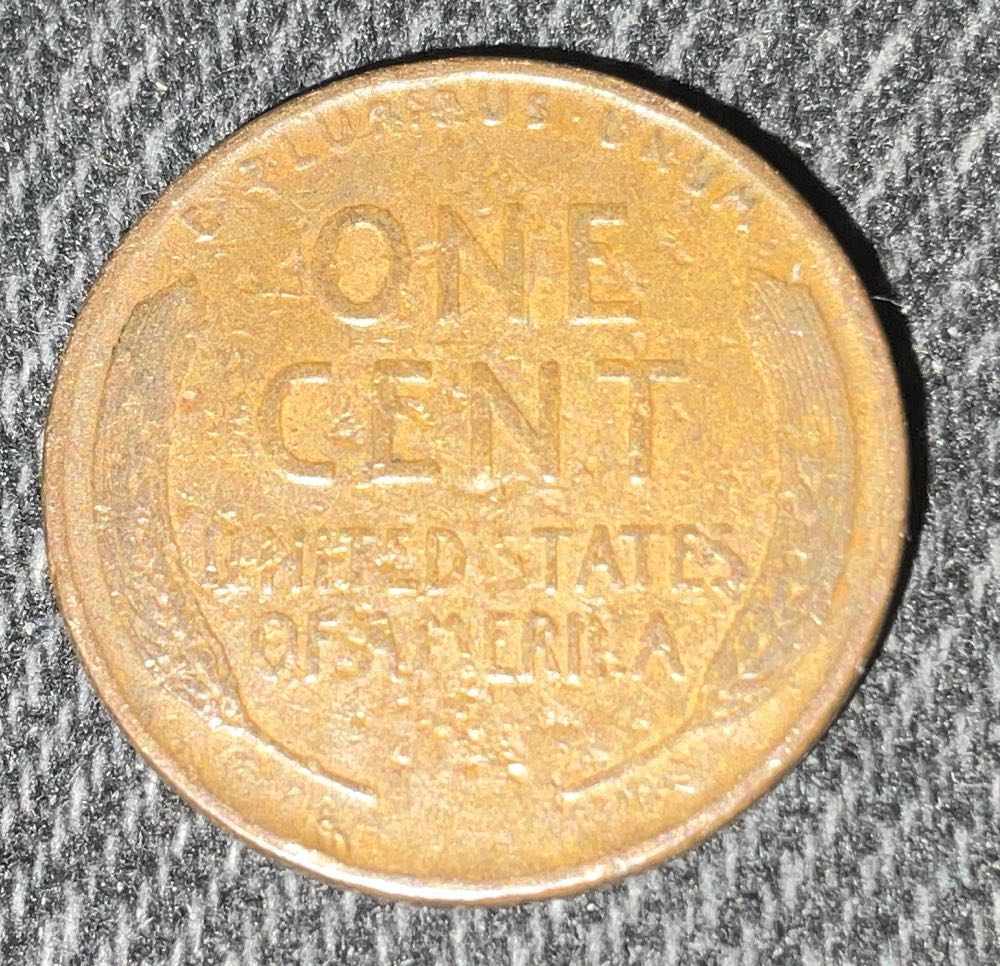 E·PLURIBUS·UNUM
ONE
CENT
UNITED STATES
OF AMERICA